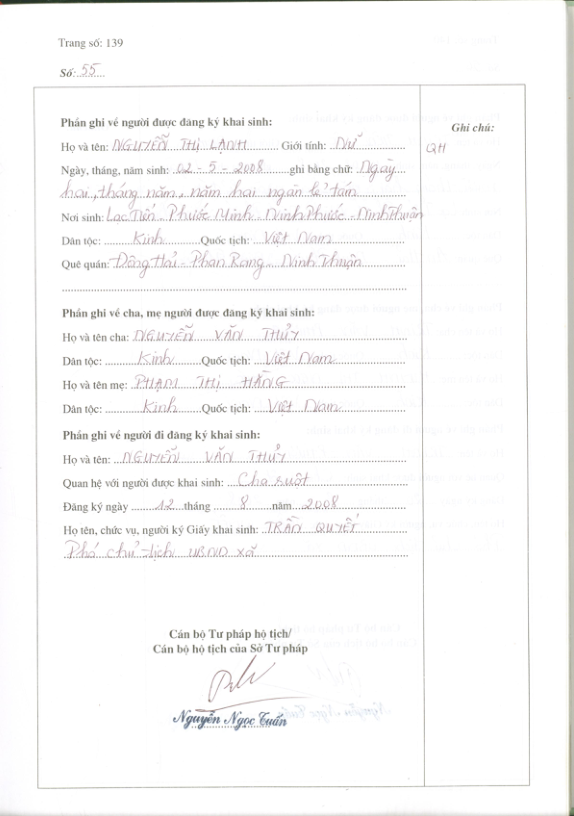 Trang số: 139
Số: 55
Phần ghi về người được đăng ký khai sinh:
Ghi chú:
Họ và tên: NGUYỄN THỊ LẠNH Giới tính: Nữ
QH
Ngày, tháng, năm sinh: 02-5-2008 ghi bằng chữ: Ngày
hai, tháng năm, năm hai ngàn lẻ tám
Nơi sinh: Lạc Tiến - Phước Minh - Ninh Phước - Ninh Thuận
Dân tộc: Kinh Quốc tịch: Việt Nam
Quê quán: Đông Hải - Phan Rang - Ninh Thuận
Phần ghi về cha, mẹ người được đăng ký khai sinh:
Họ và tên cha: NGUYỄN VĂN THỦY
Dân tộc: Kinh Quốc tịch: Việt Nam
Họ và tên mẹ: PHẠM THỊ HẰNG
Dân tộc: Kinh Quốc tịch: Việt Nam
Phần ghi về người đi đăng ký khai sinh:
Họ và tên: NGUYỄN VĂN THỦY
Quan hệ với người được khai sinh: Cha ruột
Đăng ký ngày 12 tháng 8 năm 2008
Họ tên, chức vụ, người ký Giấy khai sinh: TRẦN QUYẾT
Phó chủ tịch UBND xã
Cán bộ Tư pháp hộ tịch/
Cán bộ hộ tịch của Sở Tư pháp
Nguyễn Ngọc Tuấn